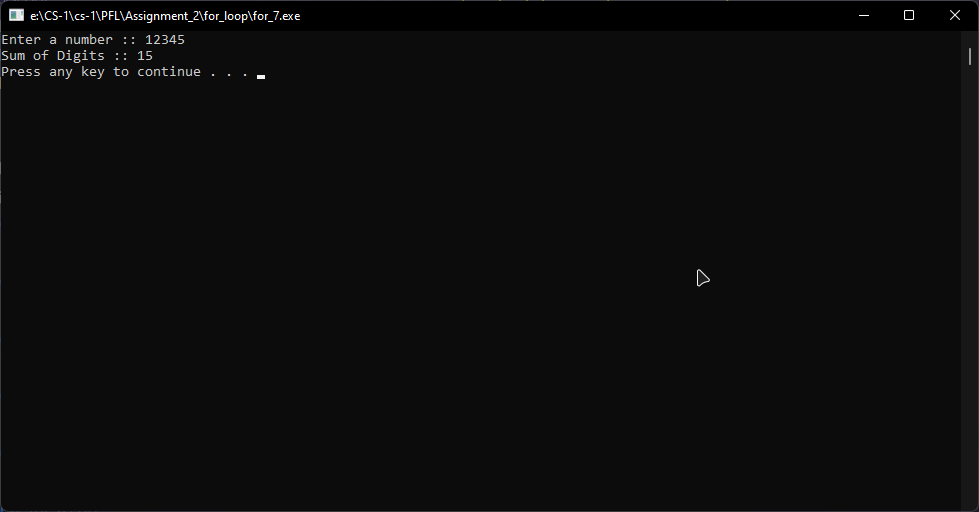 e:\CS-1\cs-1\PFL\Assignment_2\for_loop\for_7.exe
Enter a number :: 12345
Sum of Digits :: 15
Press any key to continue . . .